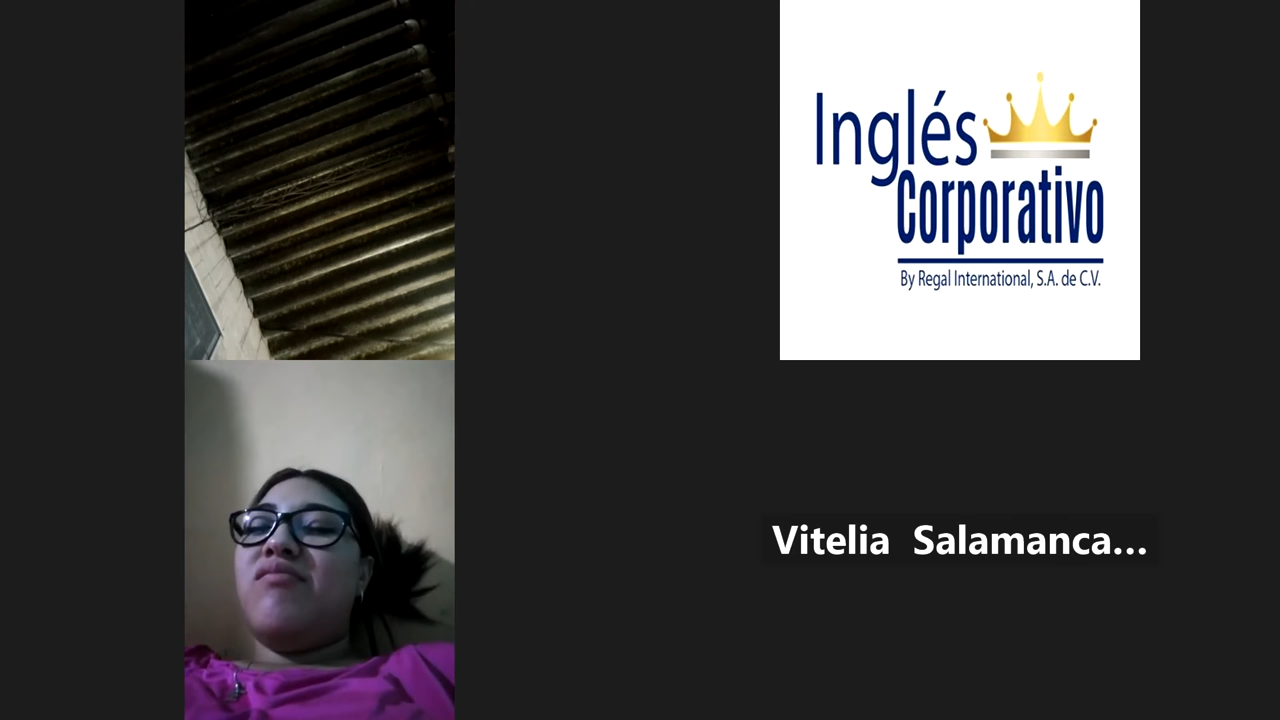 Inglés
Corporativo
By Regal International, S.A. de C.V.
Vitelia Salamanca...